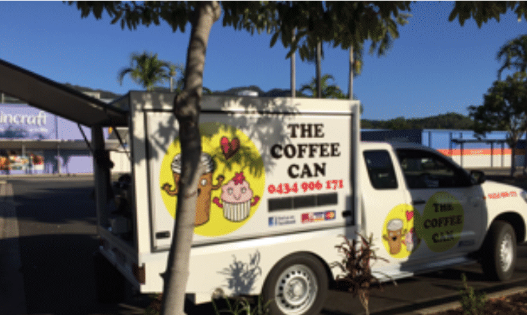 incraft
THE
COFFEE
CAN
0434 906 171
THE
COFFEE
CAN